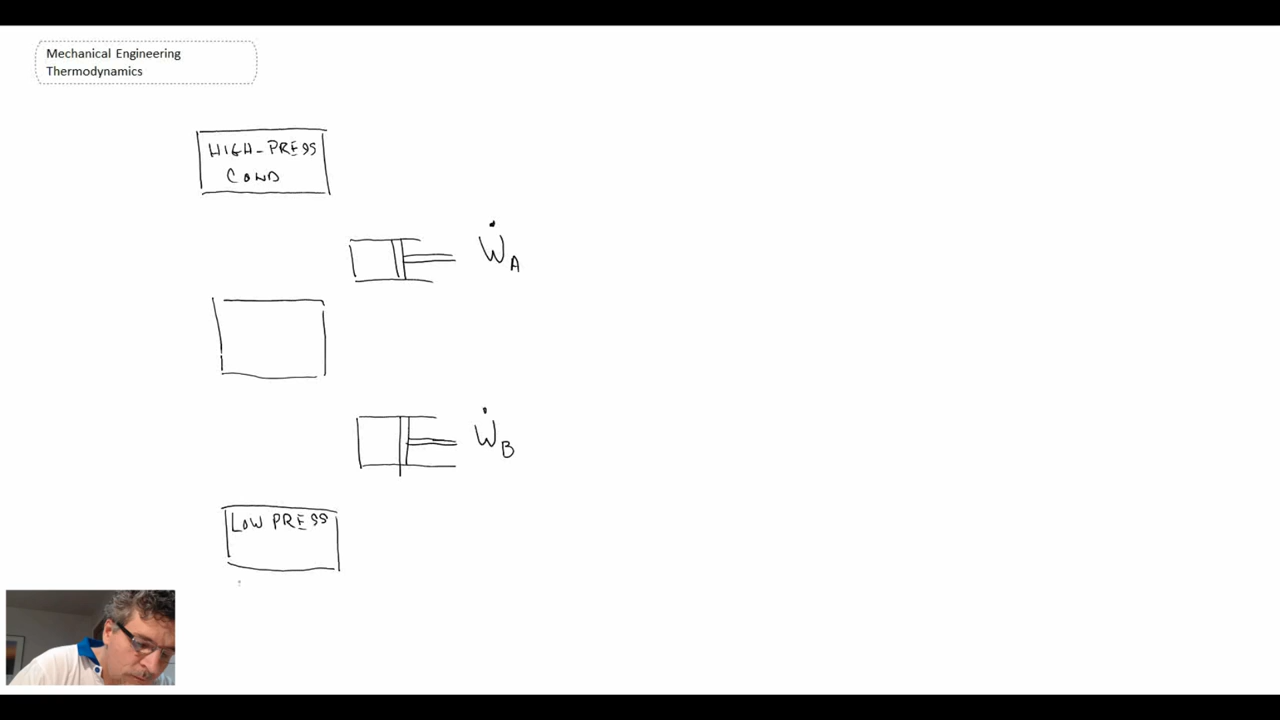 Mechanical Engineering
Thermodynamics
HIGH-PRESS
COND
Ẇ_A
Ẇ_B
LOW PRESS